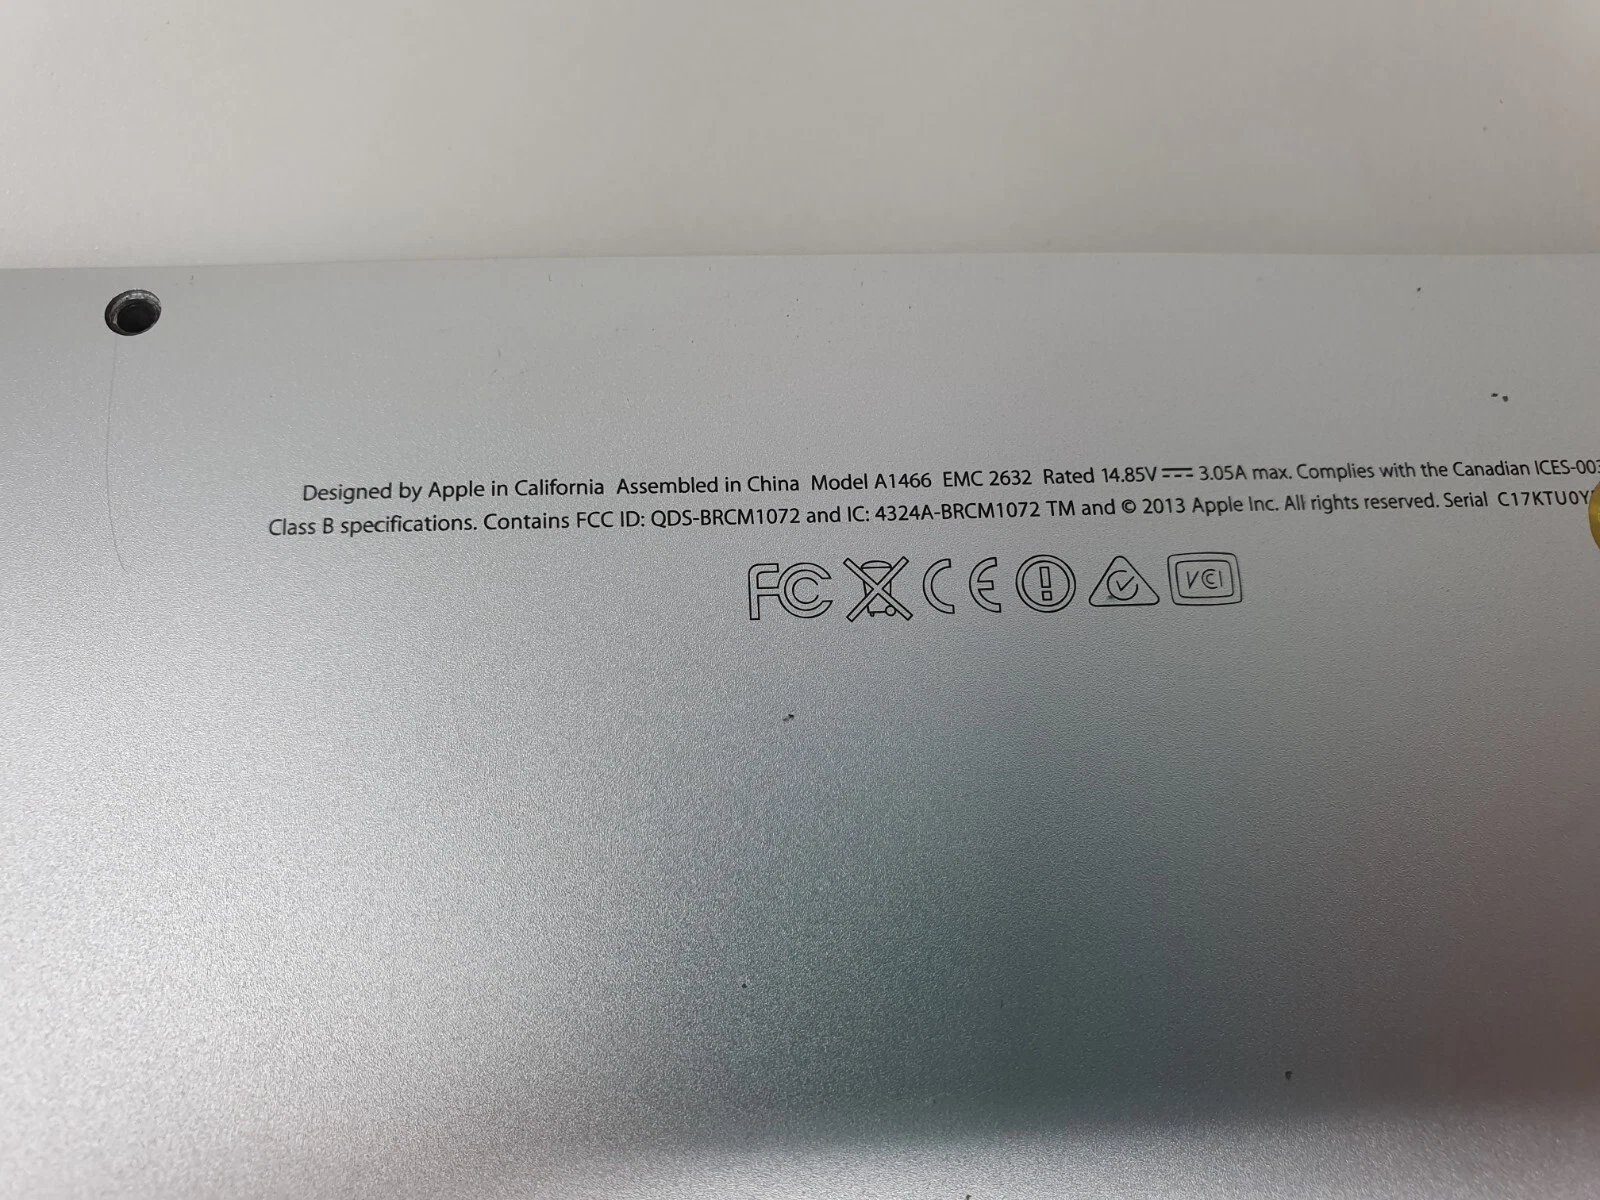 Designed by Apple in California Assembled in China Model A1466 EMC 2632 Rated 14.85V ⎓ 3.05A max. Complies with the Canadian ICES-003
Class B specifications. Contains FCC ID: QDS-BRCM1072 and IC: 4324A-BRCM1072 TM and © 2013 Apple Inc. All rights reserved. Serial C17KTU0Y
FC CE VCI